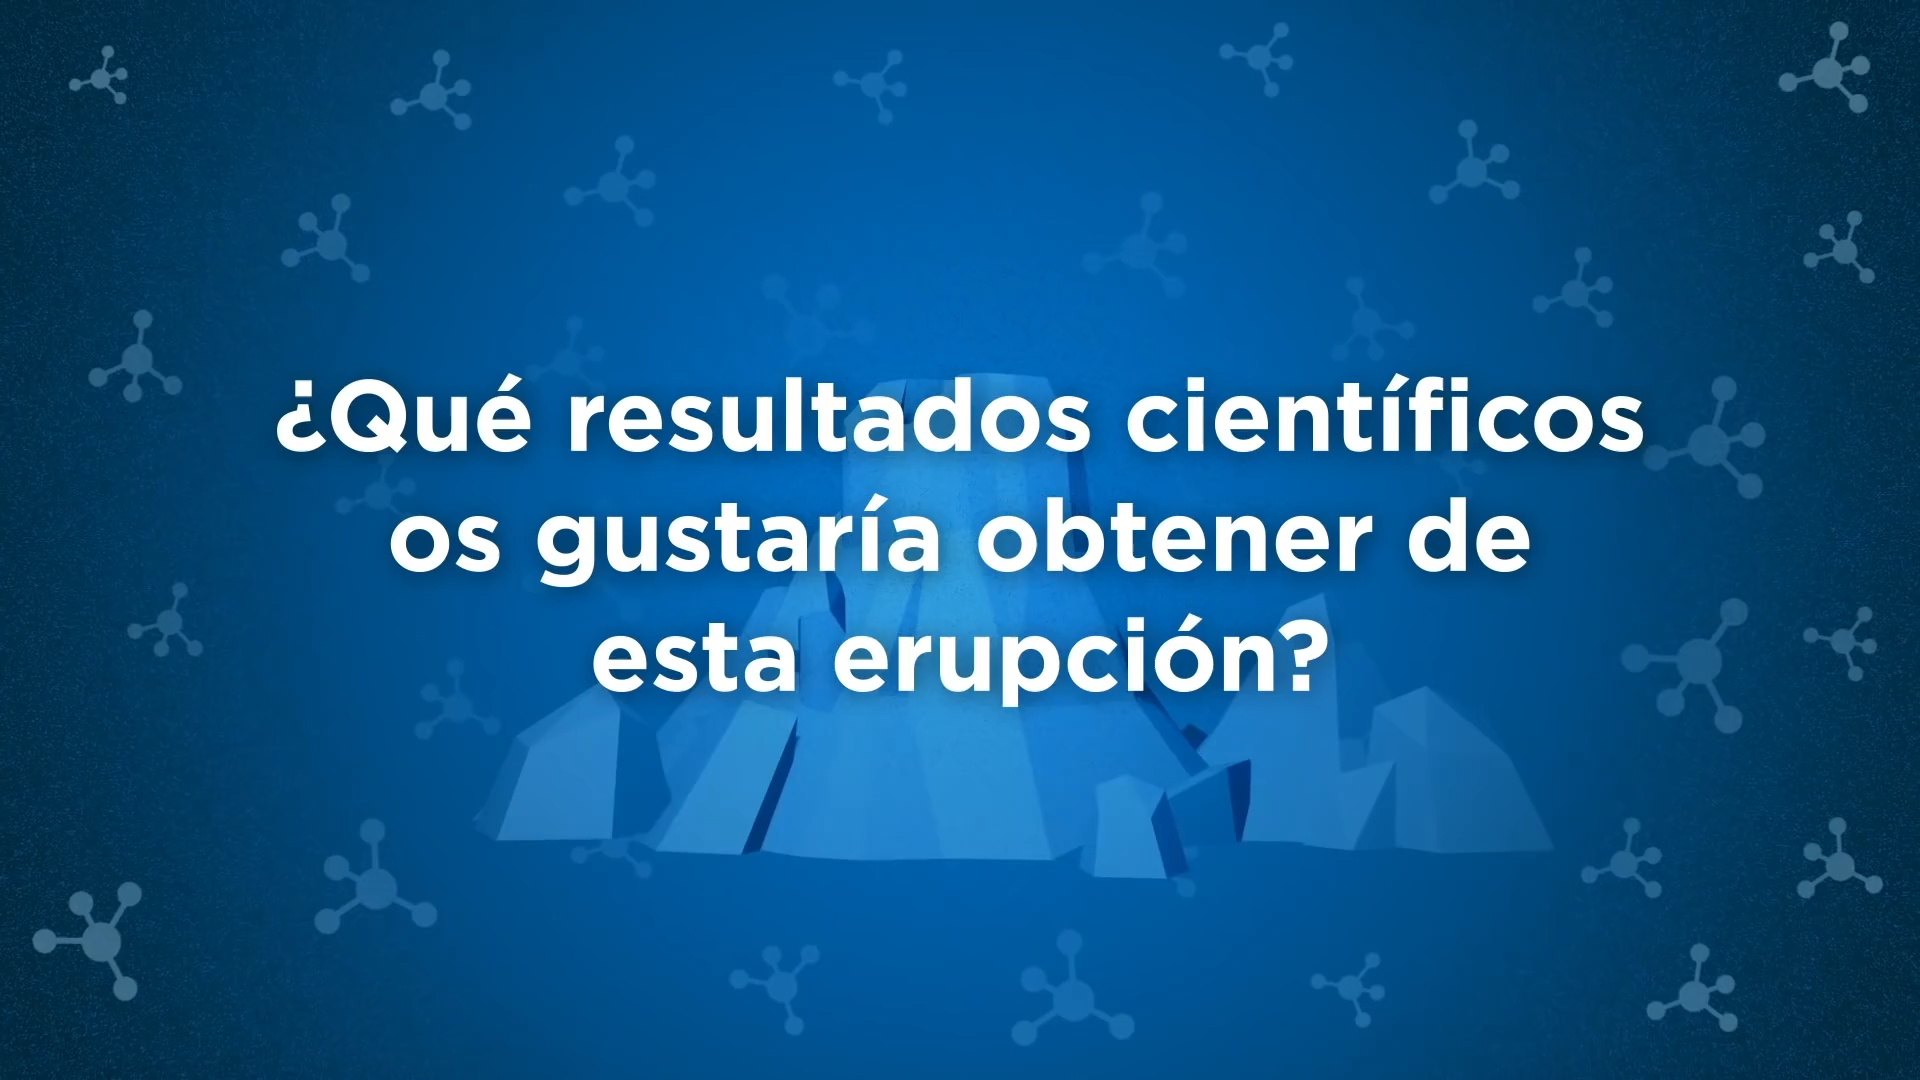 ¿Qué resultados científicos
os gustaría obtener de
esta erupción?